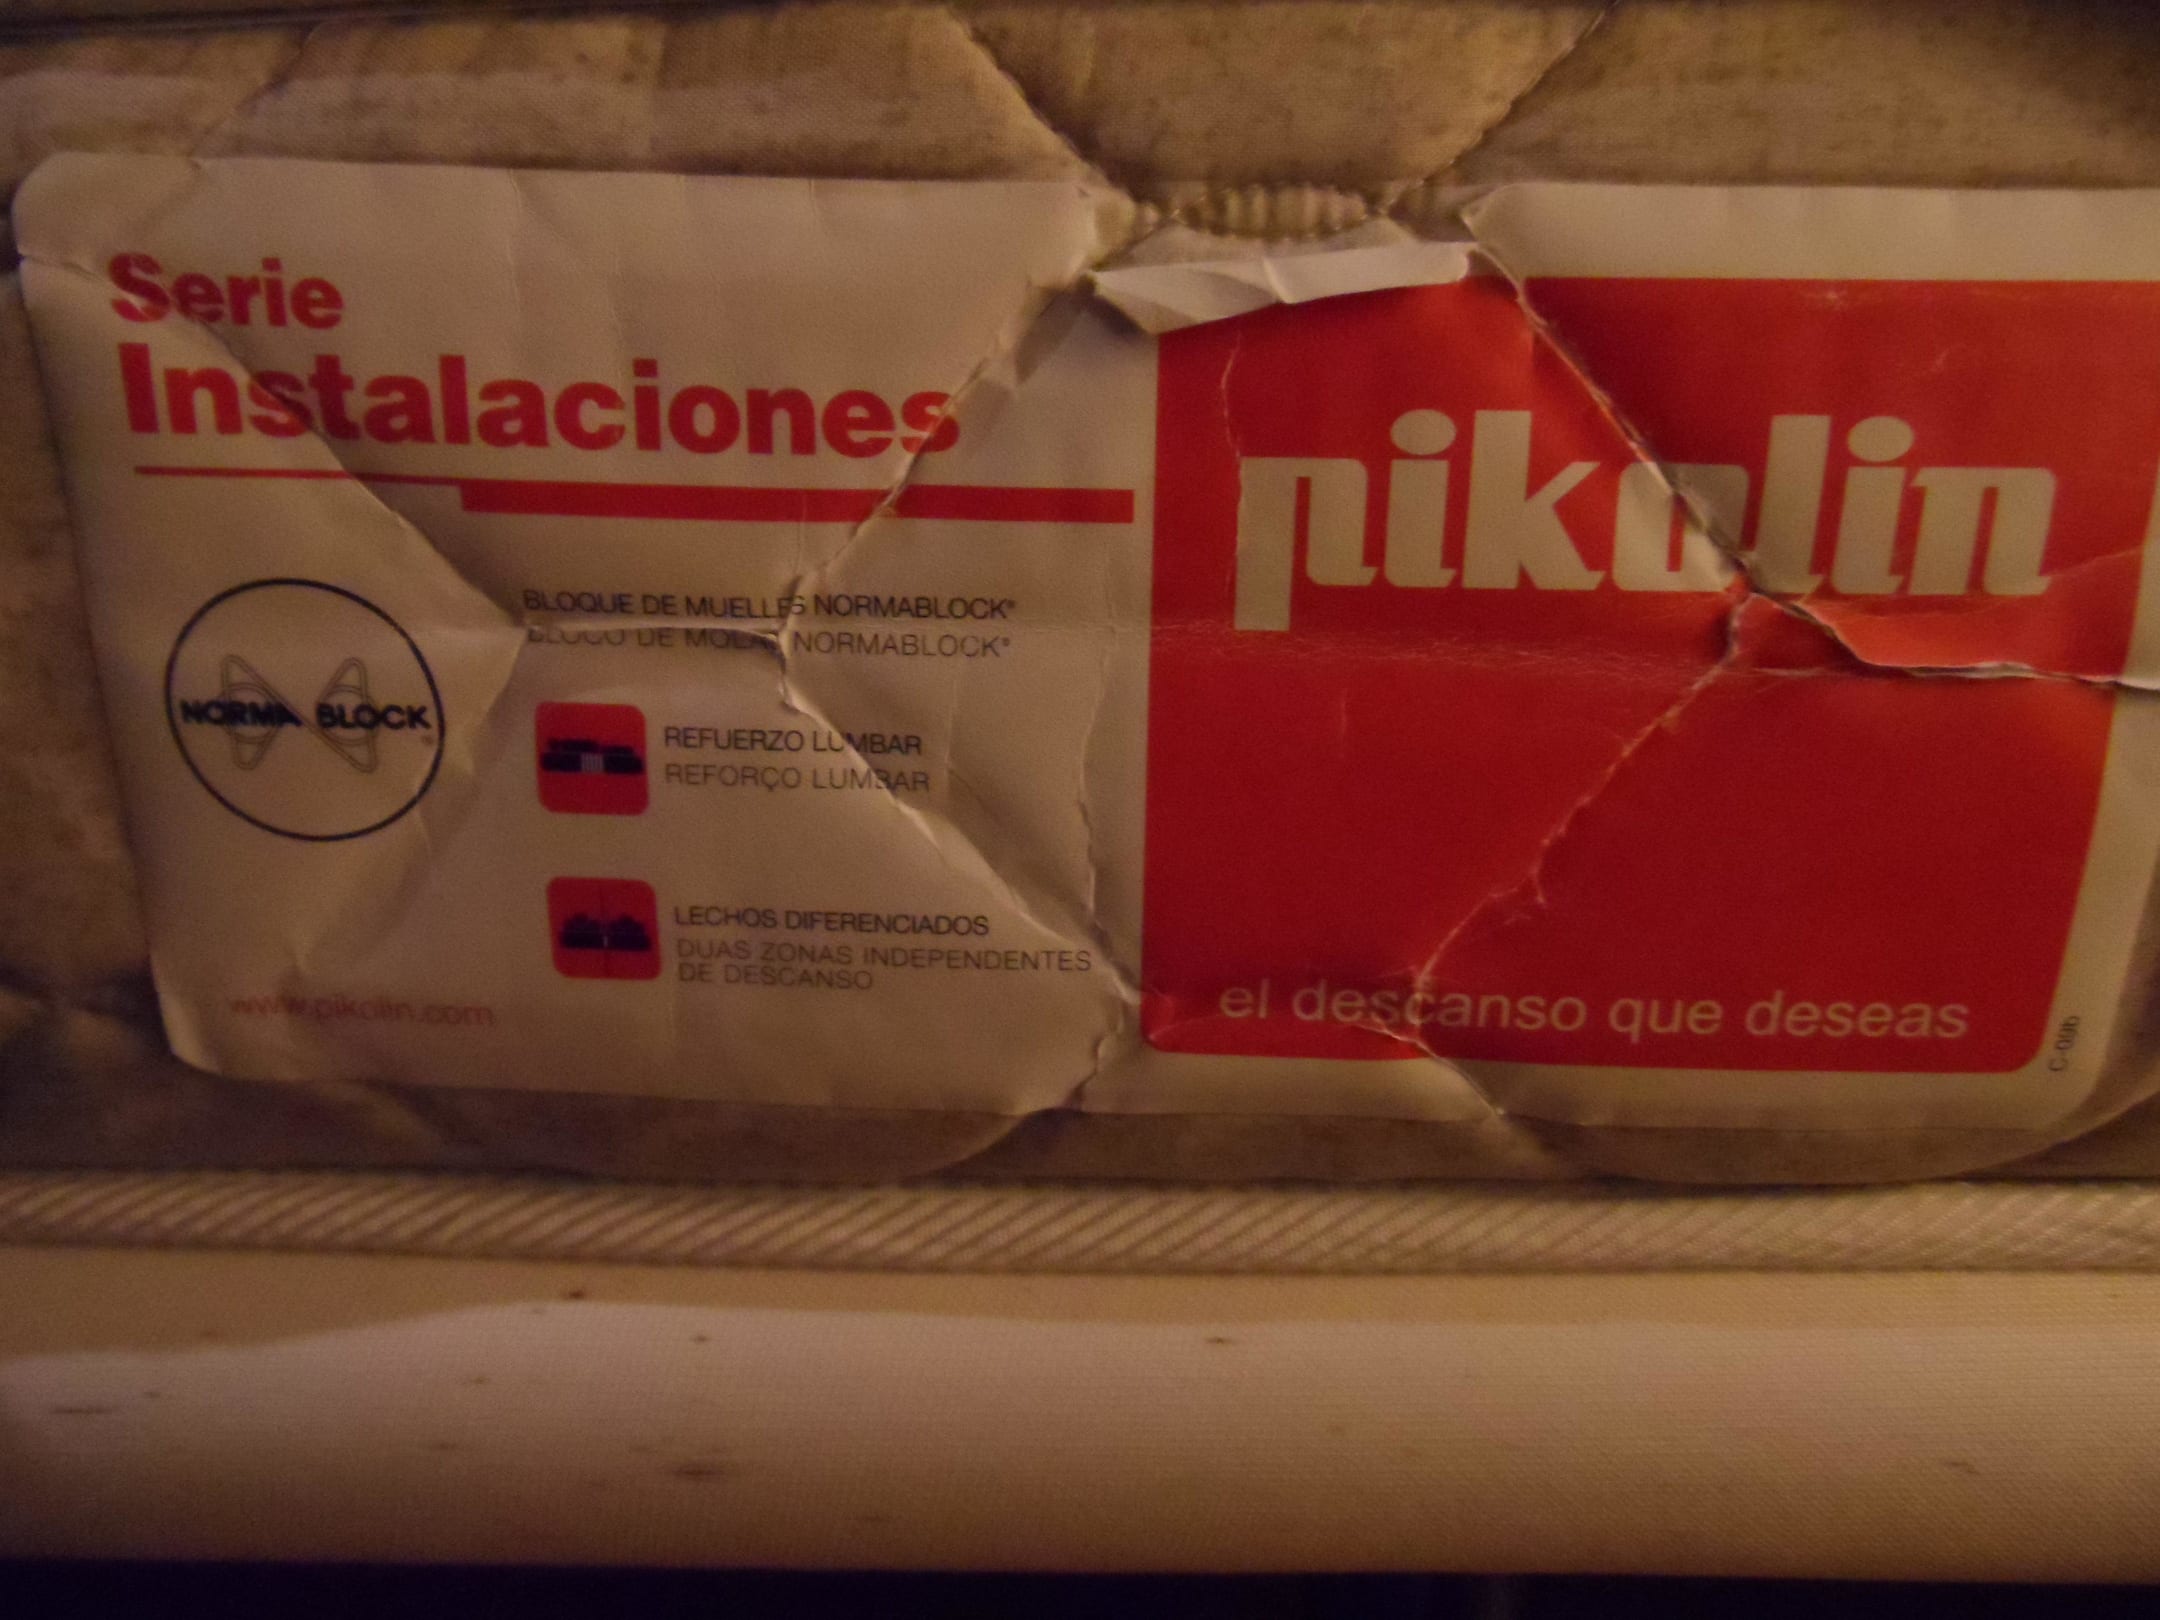 Serie
Instalaciones
NORMA BLOCK
BLOQUE DE MUELLES NORMABLOCK®
BLOCO DE MOLAS NORMABLOCK®
REFUERZO LUMBAR
REFORÇO LUMBAR
LECHOS DIFERENCIADOS
DUAS ZONAS INDEPENDENTES
DE DESCANSO
www.pikolin.com
pikolin
el descanso que deseas
C-09b